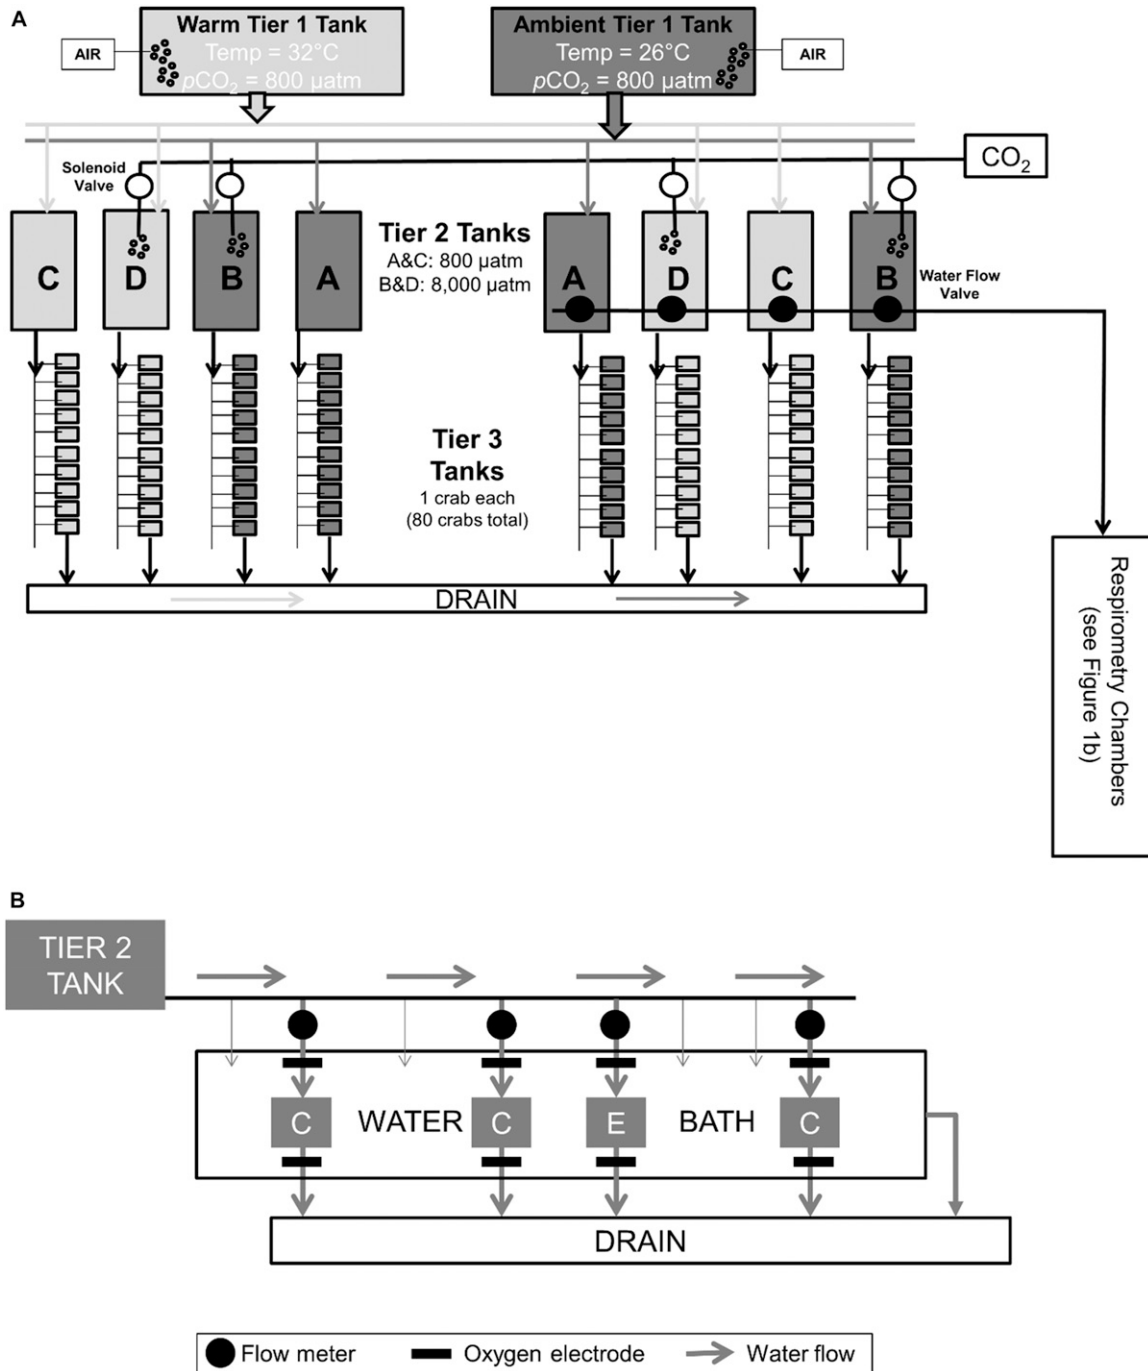 A
Warm Tier 1 Tank
Temp = 32°C
pCO₂ = 800 µatm
AIR
Ambient Tier 1 Tank
Temp = 26°C
pCO₂ = 800 µatm
AIR
CO₂
Solenoid
Valve
C
D
B
A
Tier 2 Tanks
A&C: 800 µatm
B&D: 8,000 µatm
A
D
C
B
Water Flow
Valve
Tier 3
Tanks
1 crab each
(80 crabs total)
DRAIN
Respirometry Chambers
(see Figure 1b)
B
TIER 2
TANK
C
WATER
C
E
BATH
C
DRAIN
Flow meter
Oxygen electrode
Water flow